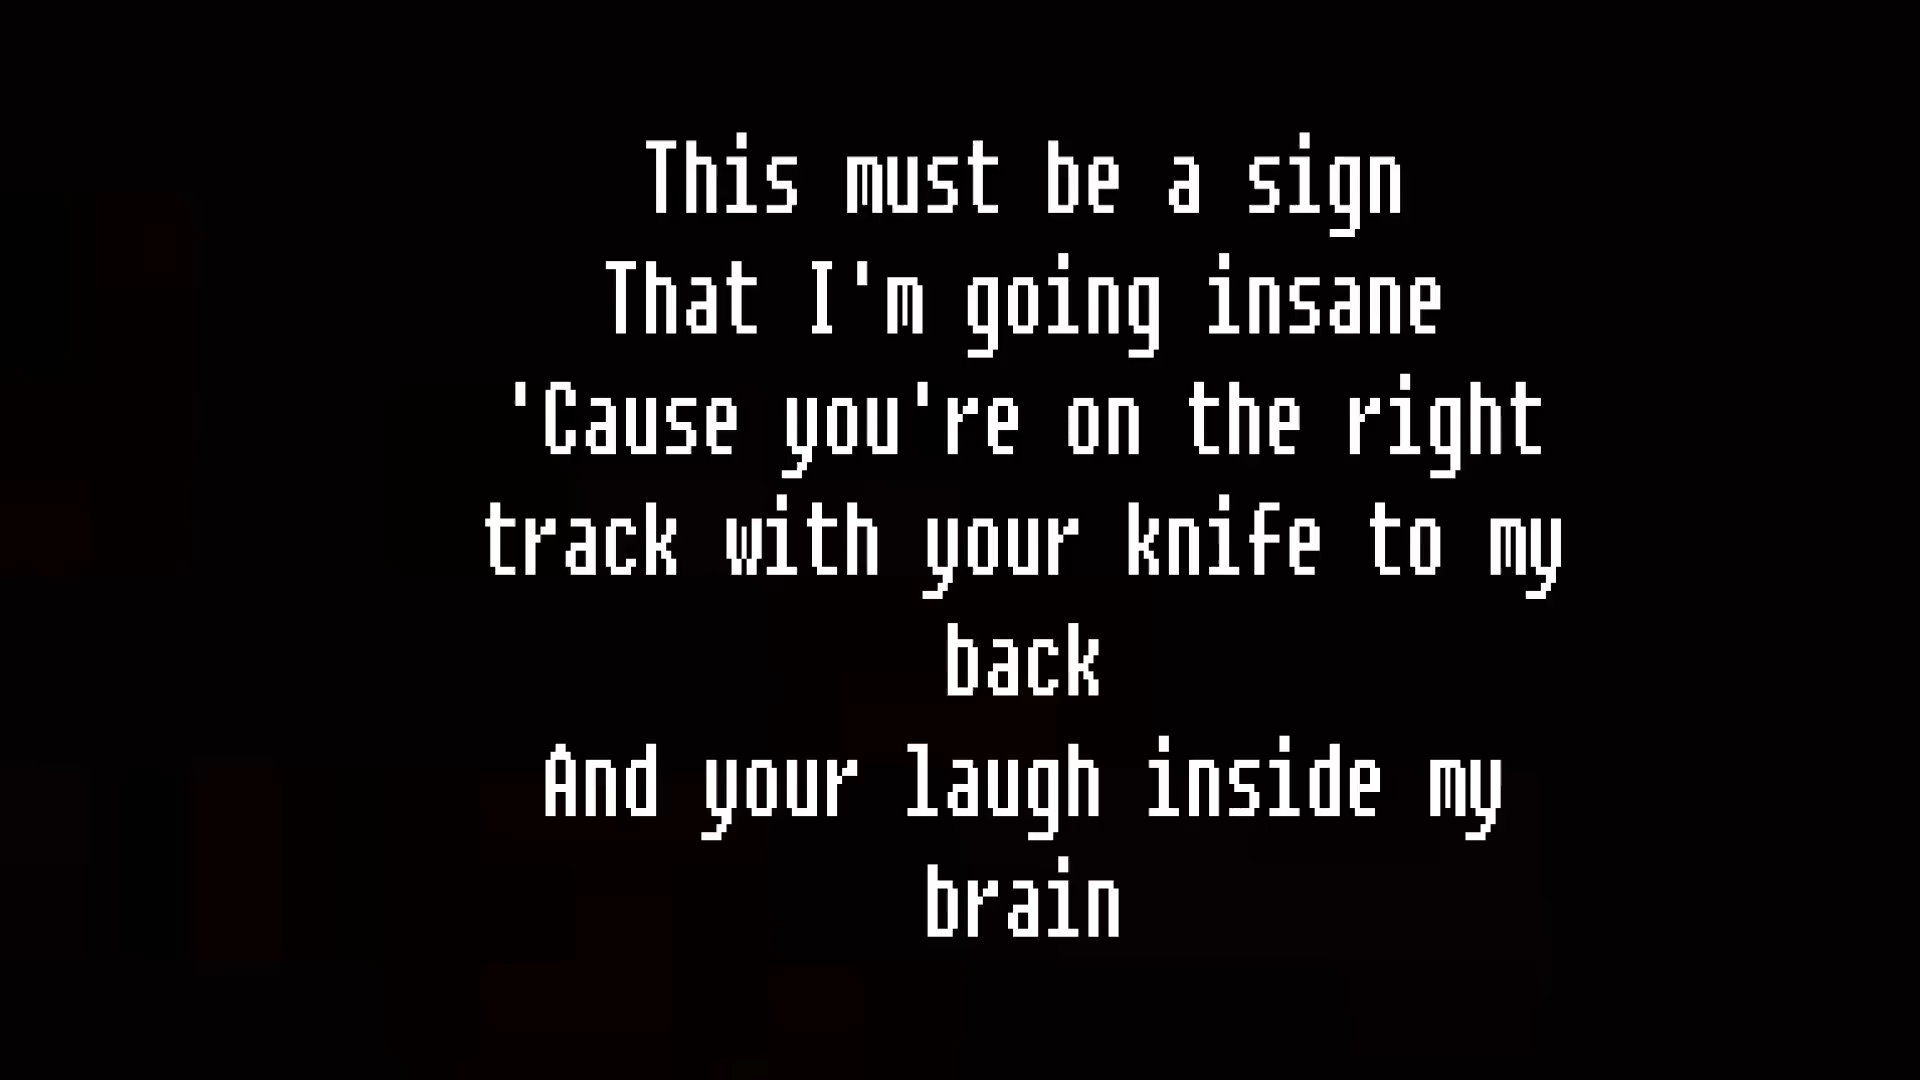 This must be a sign
That I'm going insane
'Cause you're on the right
track with your knife to my
back
And your laugh inside my
brain